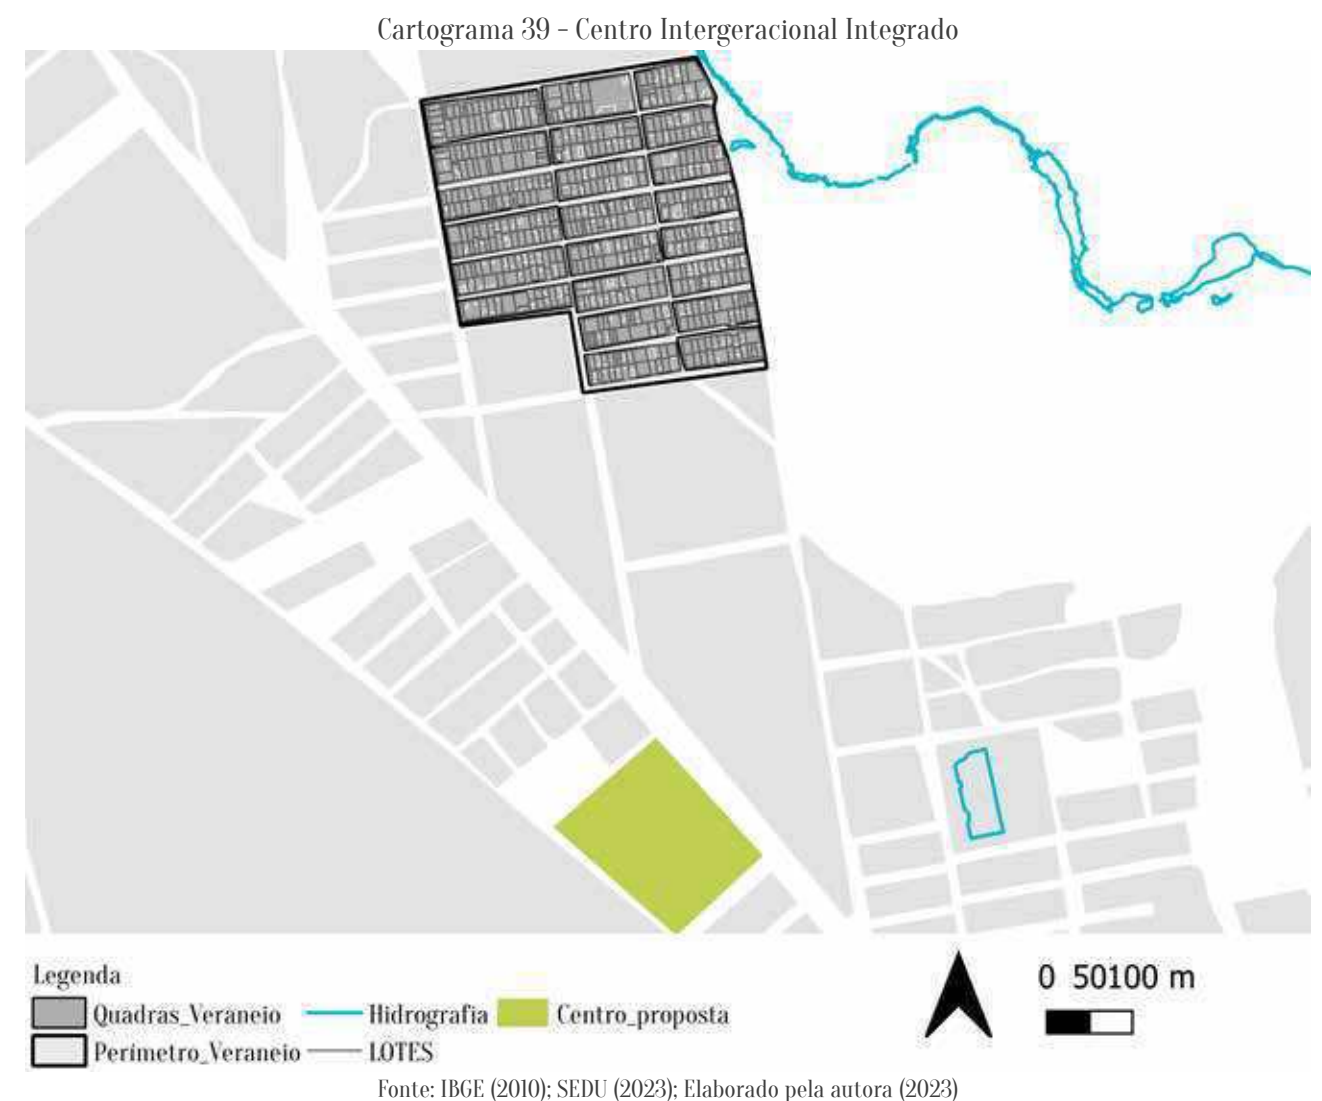 Cartograma 39 - Centro Intergeracional Integrado
Legenda
Quadras_Veraneio
Hidrografia
Centro_proposta
Perímetro_Veraneio
LOTES
0 50100 m
Fonte: IBGE (2010); SEDU (2023); Elaborado pela autora (2023)